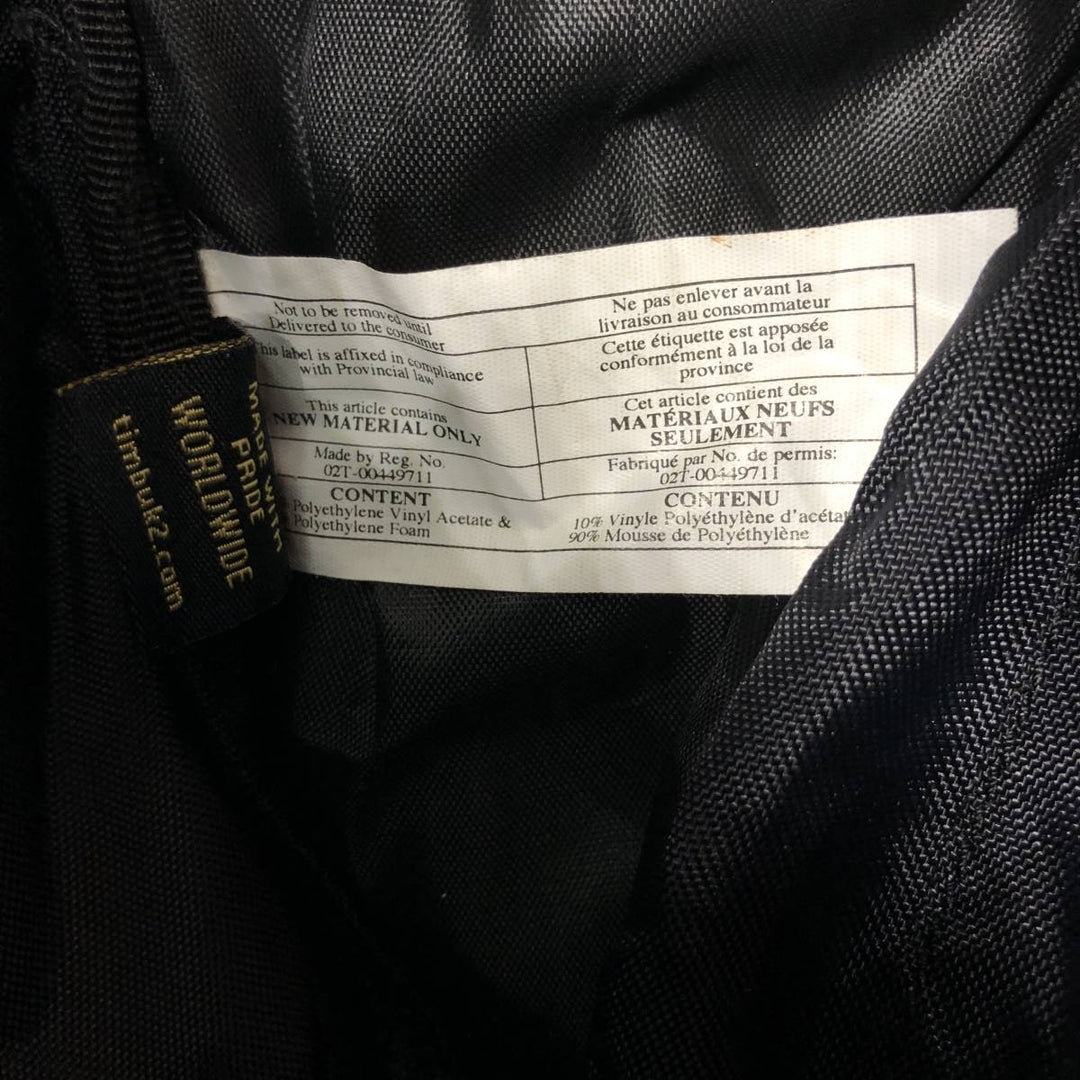 Not to be removed until
Delivered to the consumer
This label is affixed in compliance
with Provincial law
This article contains
NEW MATERIAL ONLY
Made by Reg. No.
02T-00449711
CONTENT
Polyethylene Vinyl Acetate &
Polyethylene Foam
Ne pas enlever avant la
livraison au consommateur
Cette étiquette est apposée
conformément à la loi de la
province
Cet article contient des
MATÉRIAUX NEUFS
SEULEMENT
Fabriqué par No. de permis:
02T-00449711
CONTENU
10% Vinyle Polyéthylène d'acéta
90% Mousse de Polyéthylène
MADE WITH
PRIDE
WORLDWIDE
timbuk2.com